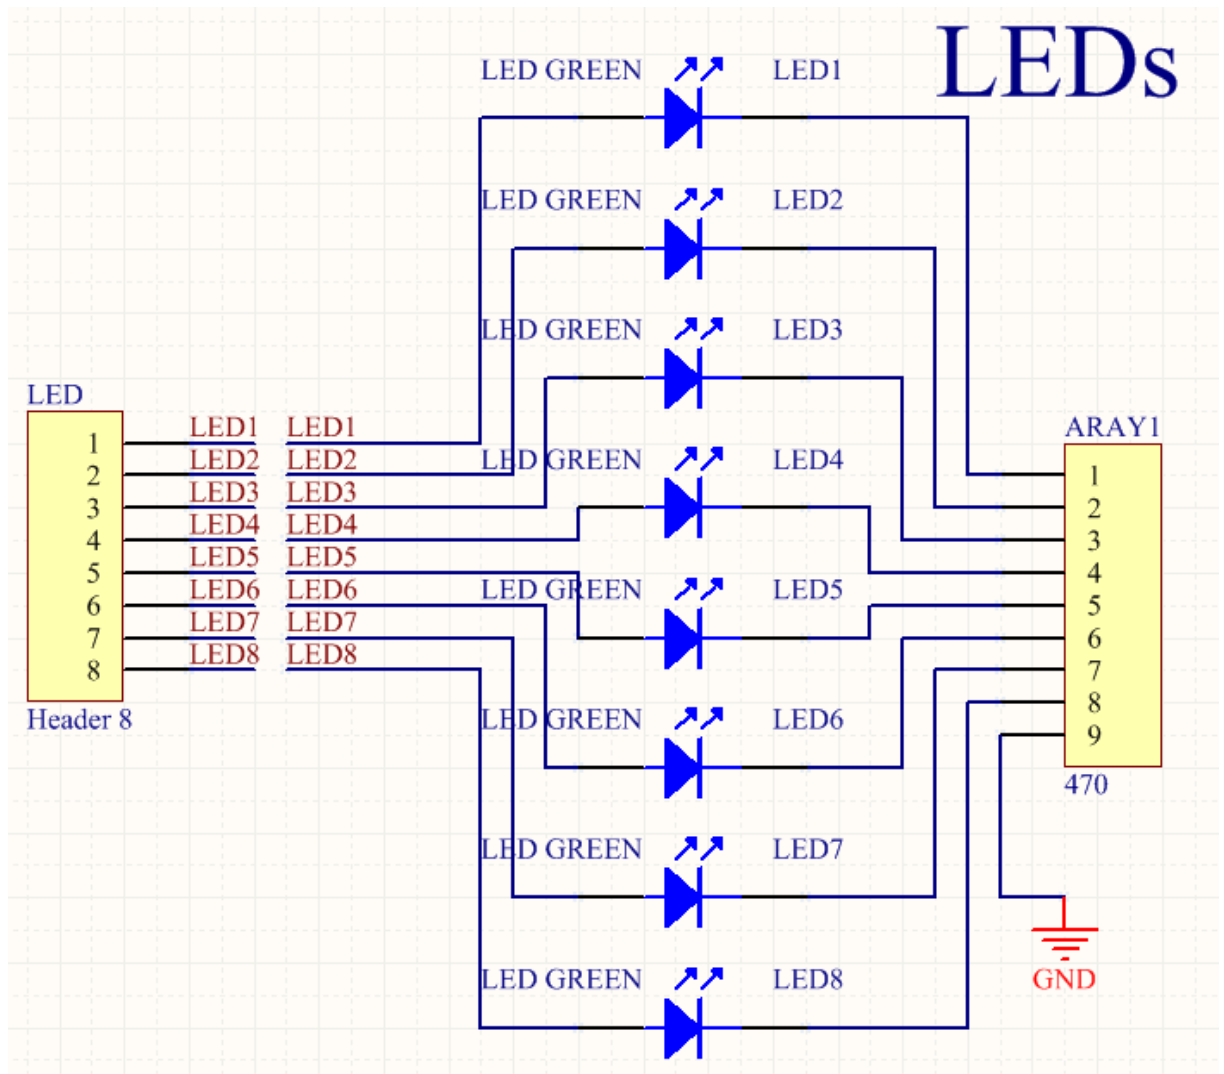 LEDs
LED GREEN LED1
LED GREEN LED2
LED GREEN LED3
LED
1 LED1 LED1
2 LED2 LED2
3 LED3 LED3
4 LED4 LED4
5 LED5 LED5
6 LED6 LED6
7 LED7 LED7
8 LED8 LED8
Header 8
LED GREEN LED4
LED GREEN LED5
LED GREEN LED6
LED GREEN LED7
LED GREEN LED8
ARAY1
1
2
3
4
5
6
7
8
9
470
GND